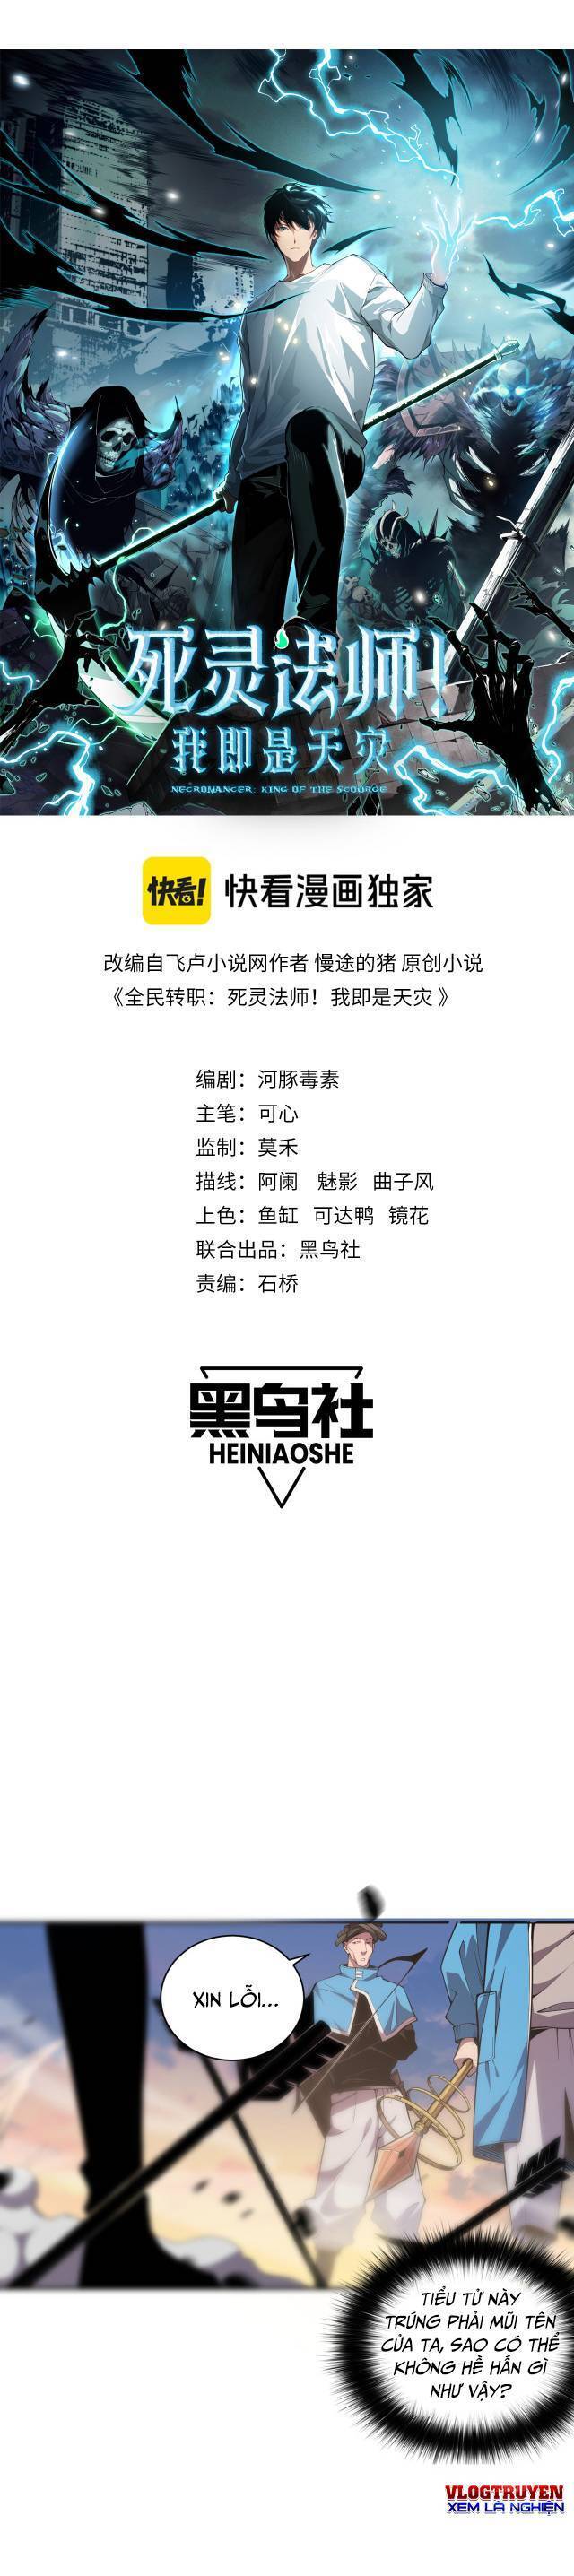 死灵法师！
我即是天灾
NECROMANCER: KING OF THE SCOURGE
快看！ 快看漫画独家
改编自飞卢小说网作者 慢途的猪 原创小说
《全民转职：死灵法师！我即是天灾 》
编剧：河豚毒素
主笔：可心
监制：莫禾
描线：阿阑 魅影 曲子风
上色：鱼缸 可达鸭 镜花
联合出品：黑鸟社
责编：石桥
黑鸟社
HEINIAOSHE
XIN LỖI...
TIỂU TỬ NÀY
TRÚNG PHẢI MŨI TÊN
CỦA TA, SAO CÓ THỂ
KHÔNG HỀ HẤN GÌ
NHƯ VẬY?
VLOGTRUYEN
XEM LÀ NGHIỆN